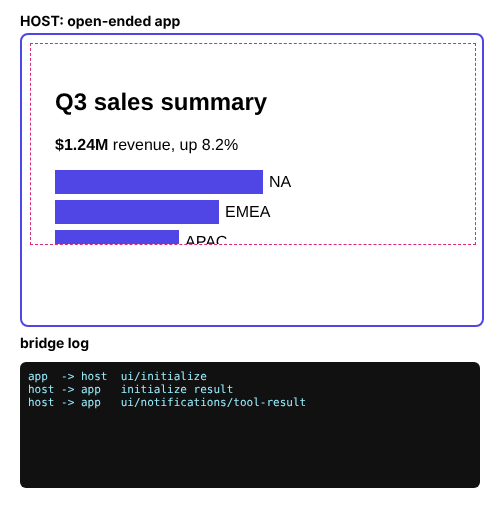 HOST: open-ended app
Q3 sales summary
$1.24M revenue, up 8.2%
NA
EMEA
APAC
bridge log
app  -> host  ui/initialize
host -> app   initialize result
host -> app   ui/notifications/tool-result